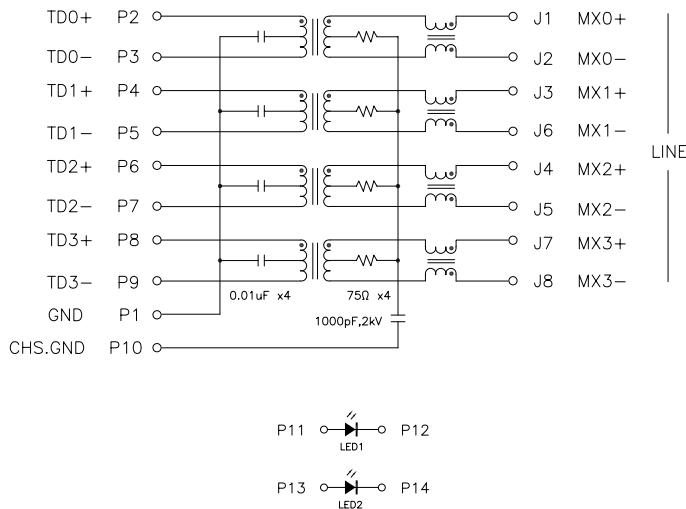 TD0+ P2 J1 MX0+
TD0- P3 J2 MX0-
TD1+ P4 J3 MX1+
TD1- P5 J6 MX1-
LINE
TD2+ P6 J4 MX2+
TD2- P7 J5 MX2-
TD3+ P8 J7 MX3+
TD3- P9 J8 MX3-
0.01uF x4 75Ω x4
GND P1
1000pF,2kV
CHS.GND P10
P11 P12
LED1
P13 P14
LED2